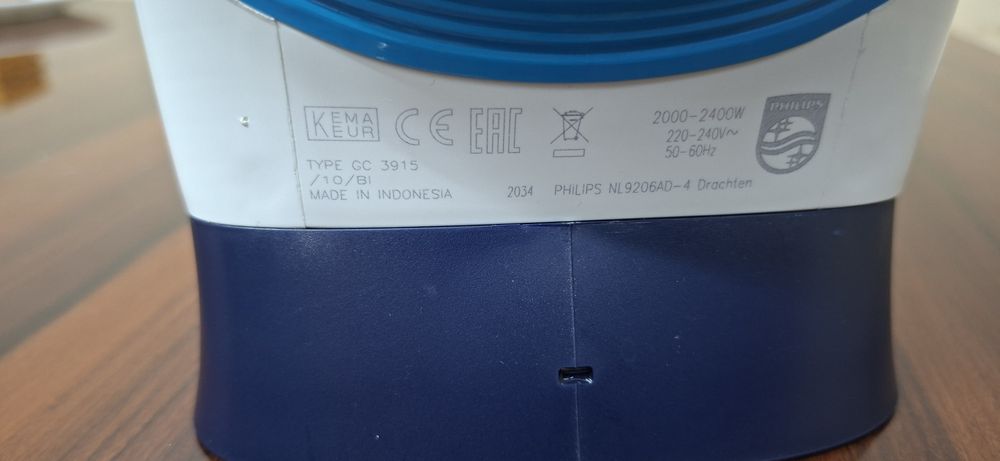 KEMA
KEUR
CE
EAC
TYPE GC 3915
/10/BI
MADE IN INDONESIA
2034 PHILIPS NL9206AD-4 Drachten
2000-2400W
220-240V~
50-60Hz
PHILIPS